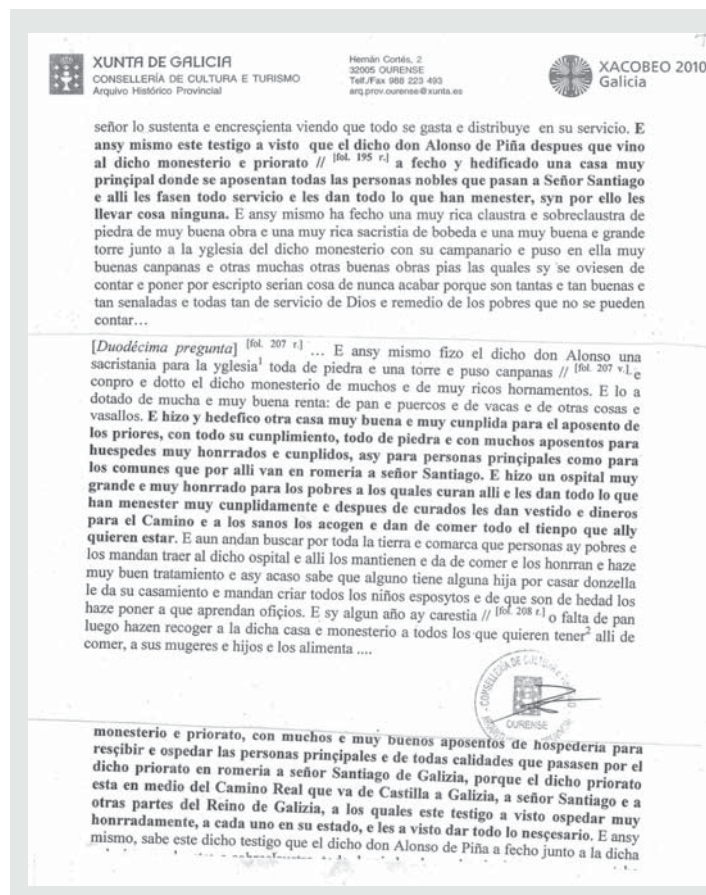 XUNTA DE GALICIA
CONSELLERÍA DE CULTURA E TURISMO
Arquivo Histórico Provincial
Hernán Cortés, 2
32005 OURENSE
Telf./Fax 988 223 493
arq.prov.ourense@xunta.es
XACOBEO 2010
Galicia
señor lo sustenta e encresçienta viendo que todo se gasta e distribuye en su servicio. E
ansy mismo este testigo a visto que el dicho don Alonso de Piña despues que vino
al dicho monesterio e priorato // [fol. 195 r.] a fecho y hedificado una casa muy
prinçipal donde se aposentan todas las personas nobles que pasan a Señor Santiago
e alli les fasen todo servicio e les dan todo lo que han menester, syn por ello les
llevar cosa ninguna. E ansy mismo ha fecho una muy rica claustra e sobreclaustra de
piedra de muy buena obra e una muy rica sacristia de bobeda e una muy buena e grande
torre junto a la yglesia del dicho monesterio con su campanario e puso en ella muy
buenas canpanas e otras muchas otras buenas obras pias las quales sy se oviesen de
contar e poner por escripto serian cosa de nunca acabar porque son tantas e tan buenas e
tan senaladas e todas tan de servicio de Dios e remedio de los pobres que no se pueden
contar…
[Duodécima pregunta] [fol. 207 r.] … E ansy mismo fizo el dicho don Alonso una
sacristania para la yglesia1 toda de piedra e una torre e puso canpanas // [fol. 207 v.] e
conpro e dotto el dicho monesterio de muchos e de muy ricos hornamentos. E lo a
dotado de mucha e muy buena renta: de pan e puercos e de vacas e de otras cosas e
vasallos. E hizo y hedefico otra casa muy buena e muy cunplida para el aposento de
los priores, con todo su cunplimiento, todo de piedra e con muchos aposentos para
huespedes muy honrrados e cunplidos, asy para personas prinçipales como para
los comunes que por alli van en romeria a señor Santiago. E hizo un ospital muy
grande e muy honrrado para los pobres a los quales curan alli e les dan todo lo que
han menester muy cunplidamente e despues de curados les dan vestido e dineros
para el Camino e a los sanos los acogen e dan de comer todo el tienpo que ally
quieren estar. E aun andan buscar por toda la tierra e comarca que personas ay pobres e
los mandan traer al dicho ospital e alli los mantienen e da de comer e los honrran e haze
muy buen tratamiento e asy acaso sabe que alguno tiene alguna hija por casar donzella
le da su casamiento e mandan criar todos los niños esposytos e de que son de hedad los
haze poner a que aprendan ofiçios. E sy algun año ay carestia // [fol. 208 r.] o falta de pan
luego hazen recoger a la dicha casa e monesterio a todos los que quieren tener2 alli de
comer, a sus mugeres e hijos e los alimenta ....
OURENSE
monesterio e priorato, con muchos e muy buenos aposentos de hospederia para
resçibir e ospedar las personas prinçipales e de todas calidades que pasasen por el
dicho priorato en romeria a señor Santiago de Galizia, porque el dicho priorato
esta en medio del Camino Real que va de Castilla a Galizia, a señor Santiago e a
otras partes del Reino de Galizia, a los quales este testigo a visto ospedar muy
honrradamente, a cada uno en su estado, e les a visto dar todo lo nesçesario. E ansy
mismo, sabe este dicho testigo que el dicho don Alonso de Piña a fecho junto a la dicha